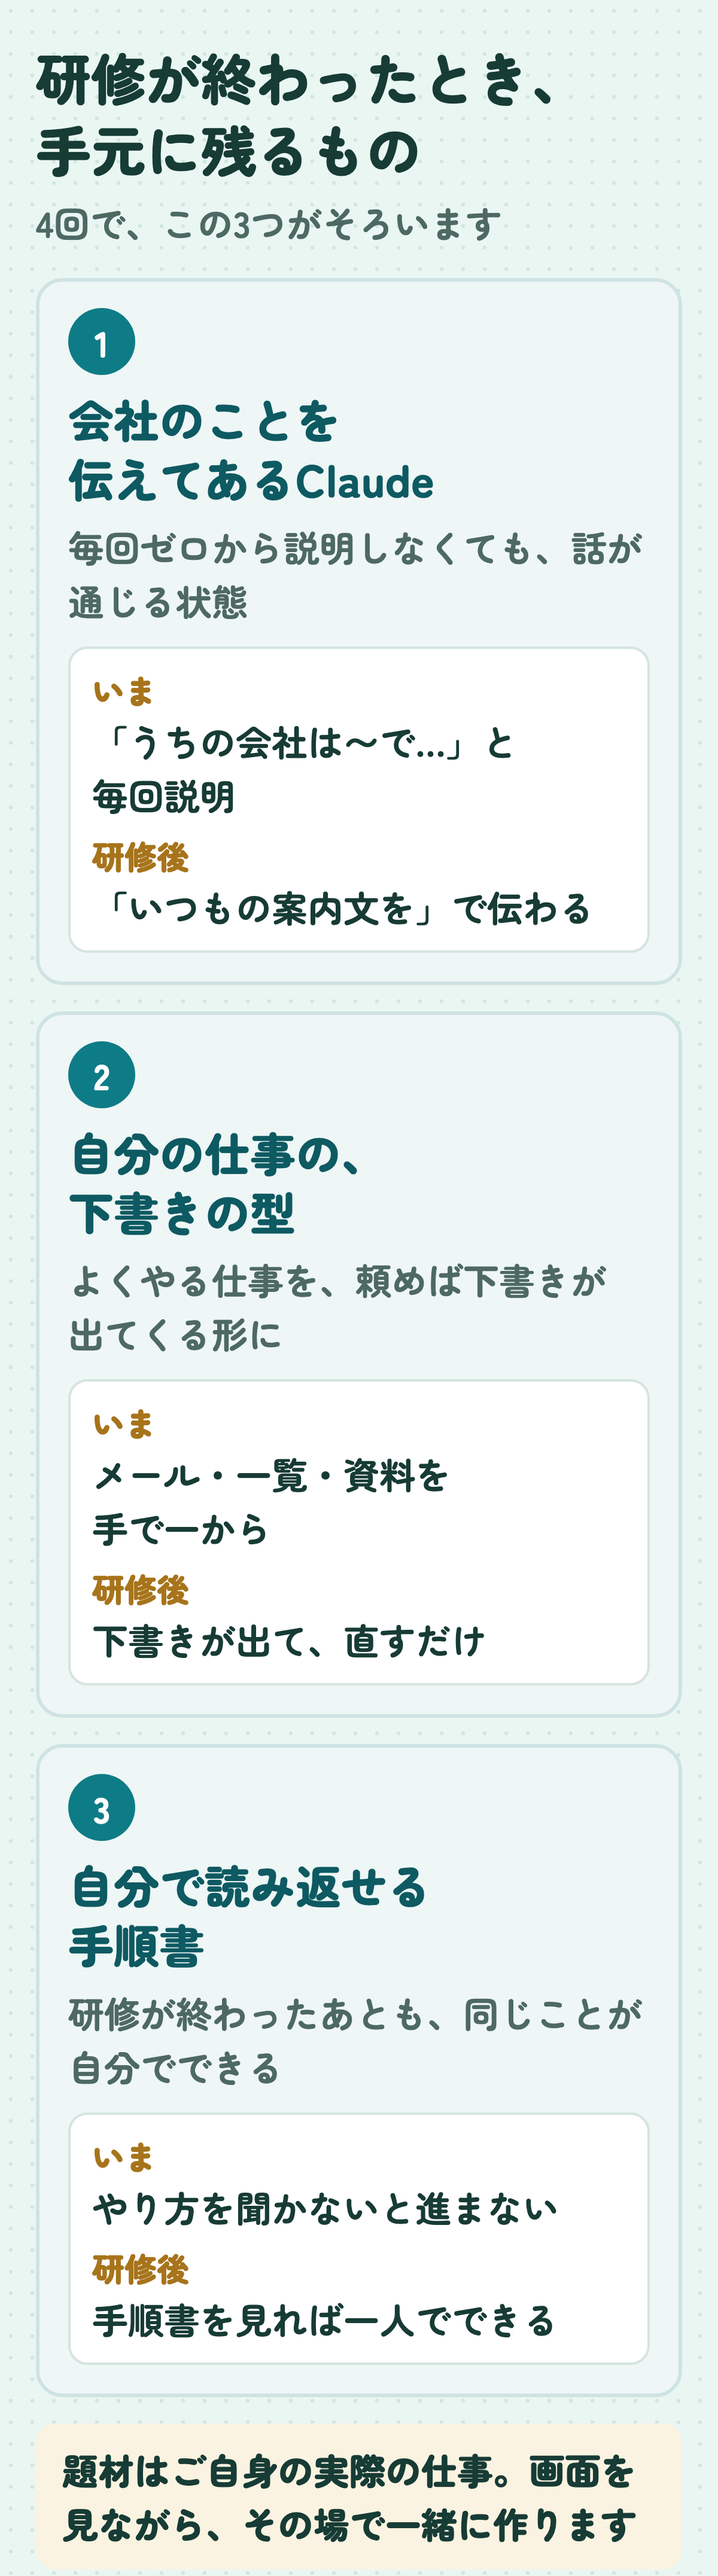 研修が終わったとき、
手元に残るもの
4回で、この3つがそろいます
1
会社のことを
伝えてあるClaude
毎回ゼロから説明しなくても、話が
通じる状態
いま
「うちの会社は〜で…」と
毎回説明
研修後
「いつもの案内文を」で伝わる
2
自分の仕事の、
下書きの型
よくやる仕事を、頼めば下書きが
出てくる形に
いま
メール・一覧・資料を
手で一から
研修後
下書きが出て、直すだけ
3
自分で読み返せる
手順書
研修が終わったあとも、同じことが
自分でできる
いま
やり方を聞かないと進まない
研修後
手順書を見れば一人でできる
題材はご自身の実際の仕事。画面を
見ながら、その場で一緒に作ります